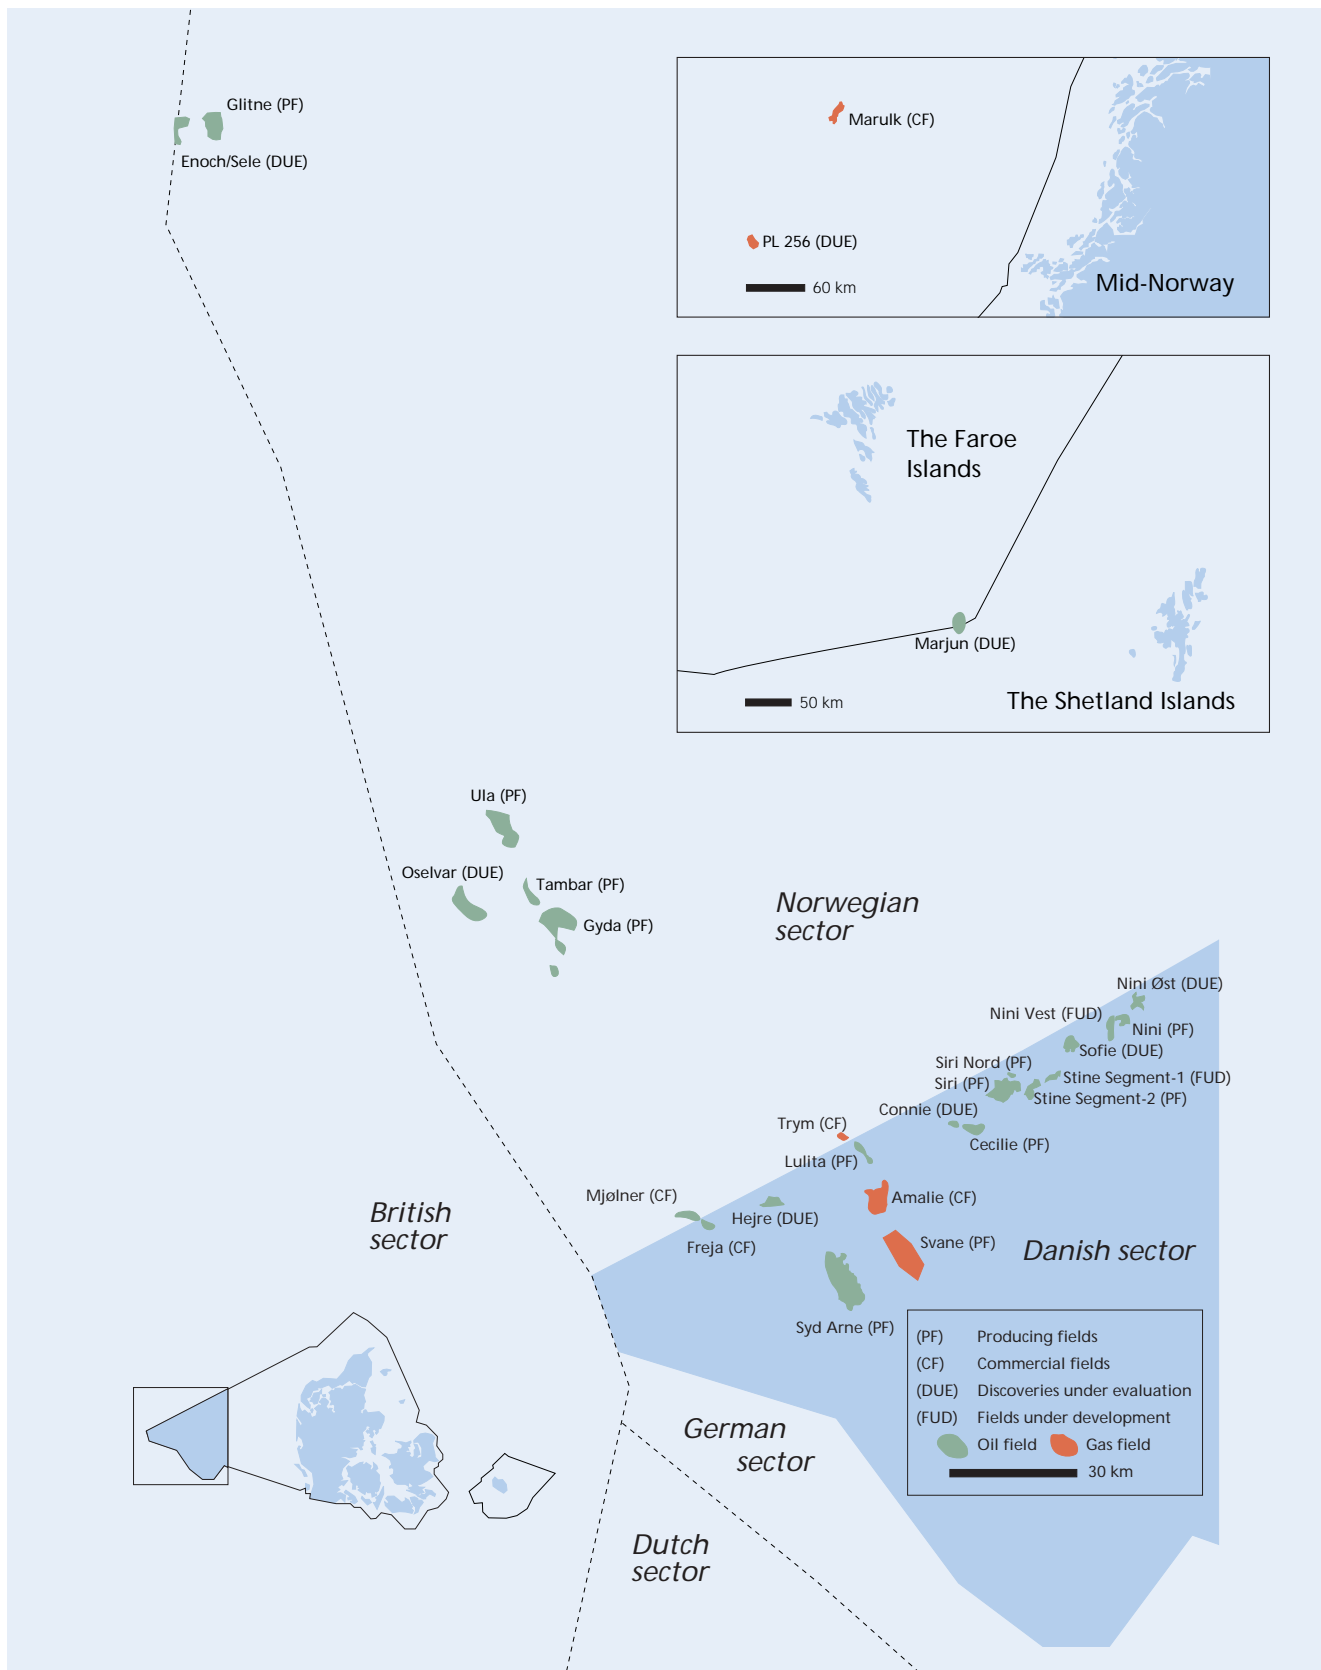 Glitne (PF)
Enoch/Sele (DUE)
Marulk (CF)
PL 256 (DUE)
60 km
Mid-Norway
The Faroe
Islands
Marjun (DUE)
50 km
The Shetland Islands
Ula (PF)
Oselvar (DUE)
Tambar (PF)
Gyda (PF)
Norwegian
sector
Nini Øst (DUE)
Nini Vest (FUD)
Nini (PF)
Sofie (DUE)
Siri Nord (PF)
Siri (PF)
Stine Segment-1 (FUD)
Stine Segment-2 (PF)
Connie (DUE)
Cecilie (PF)
Trym (CF)
Lulita (PF)
Mjølner (CF)
Amalie (CF)
Hejre (DUE)
Freja (CF)
Svane (PF)
British
sector
Danish sector
Syd Arne (PF)
(PF) Producing fields
(CF) Commercial fields
(DUE) Discoveries under evaluation
(FUD) Fields under development
Oil field Gas field
30 km
German
sector
Dutch
sector